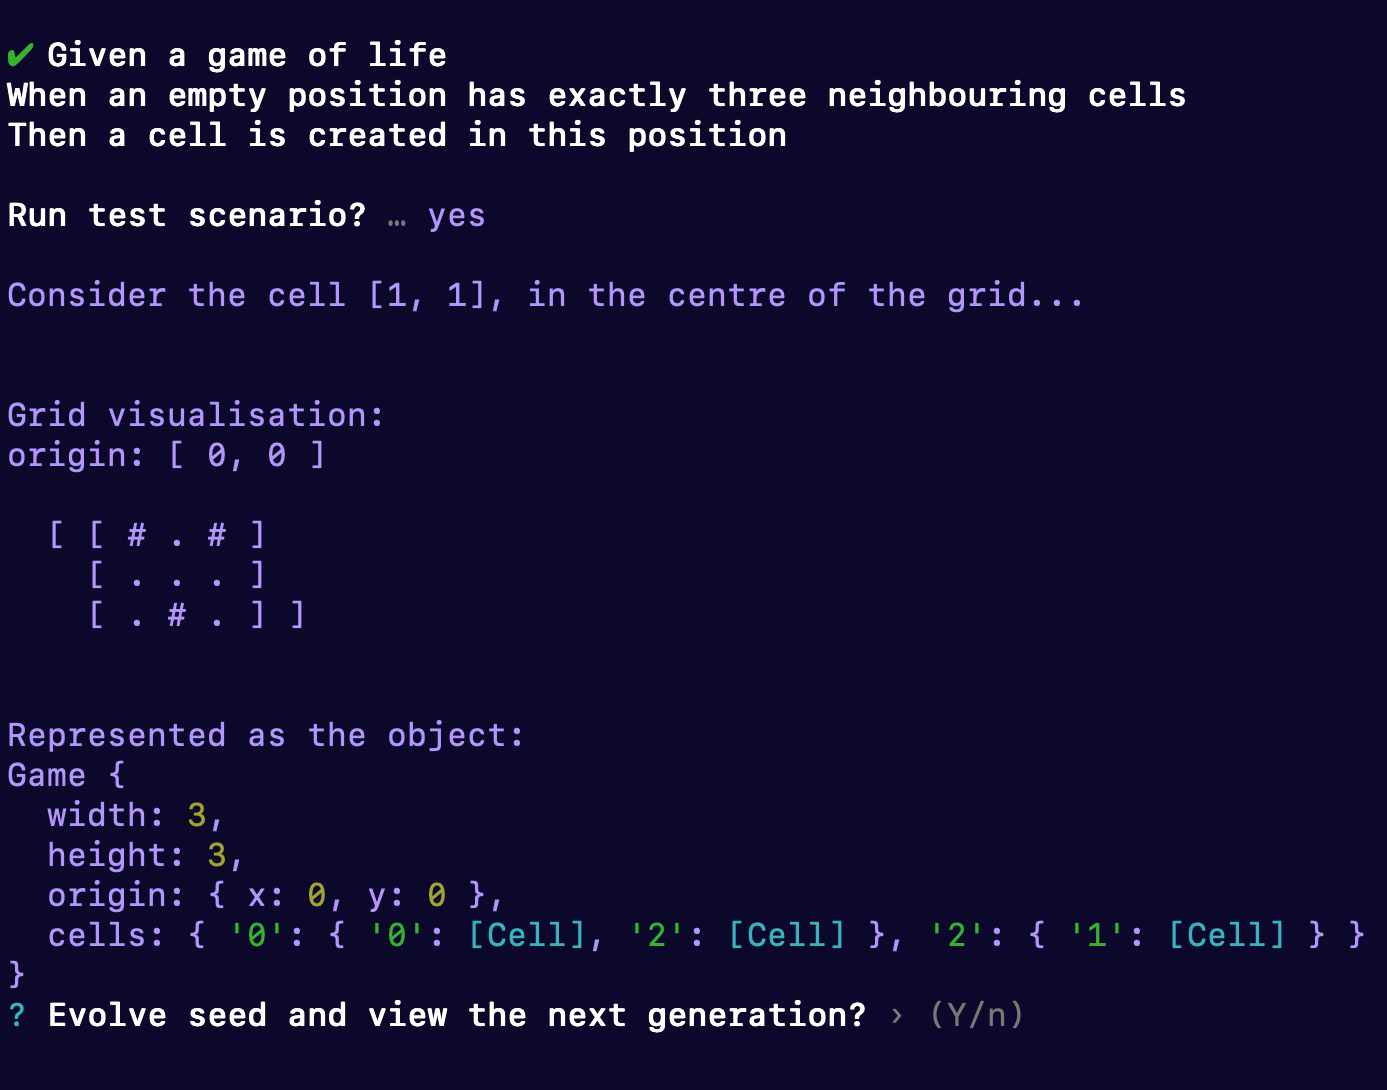 ✔ Given a game of life
When an empty position has exactly three neighbouring cells
Then a cell is created in this position
Run test scenario? … yes
Consider the cell [1, 1], in the centre of the grid...
Grid visualisation:
origin: [ 0, 0 ]
  [ [ # . # ]
    [ . . . ]
    [ . # . ] ]
Represented as the object:
Game {
  width: 3,
  height: 3,
  origin: { x: 0, y: 0 },
  cells: { '0': { '0': [Cell], '2': [Cell] }, '2': { '1': [Cell] } }
}
? Evolve seed and view the next generation? › (Y/n)